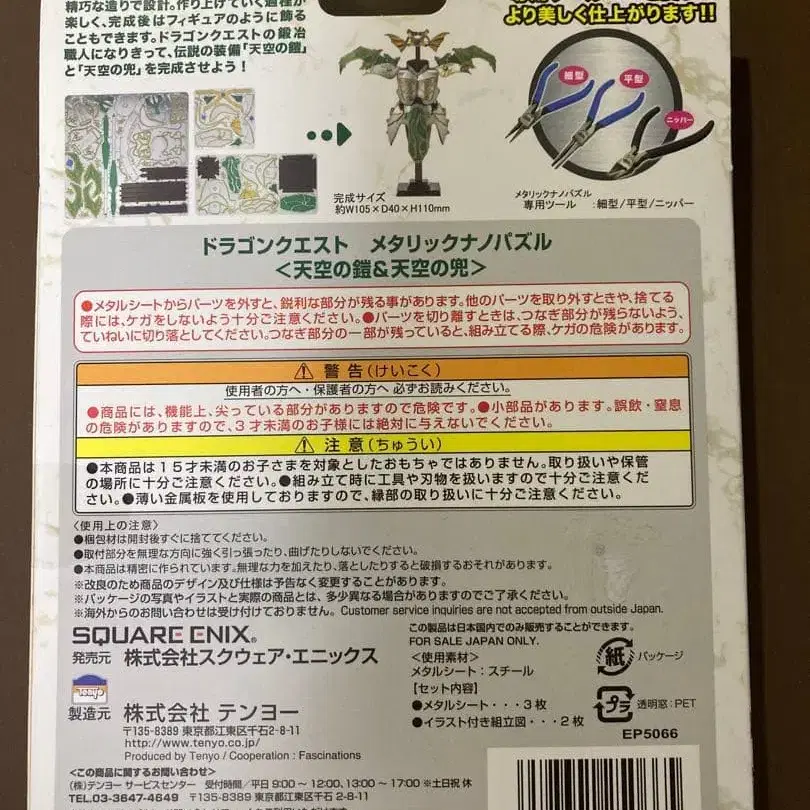 精巧な造りで設計。作り上げていく過程が
楽しく、完成後はフィギュアのように飾る
こともできます。ドラゴンクエストの鍛冶
職人になりきって、伝説の装備「天空の鎧」
と「天空の兜」を完成させよう!
より美しく仕上がります!!
細型
平型
ニッパー
完成サイズ
約W105×D40×H110mm
メタリックナノパズル
専用ツール :細型/平型/ニッパー
ドラゴンクエスト メタリックナノパズル
<天空の鎧&天空の兜>
●メタルシートからパーツを外すと、鋭利な部分が残る事があります。他のパーツを取り外すときや、捨てる
際には、ケガをしないよう十分ご注意ください。●パーツを切り離すときは、つなぎ部分が残らないよう、
ていねいに切り落としてください。つなぎ部分の一部が残っていると、組み立てる際、ケガの危険があります。
⚠ 警告(けいこく)
使用者の方へ・保護者の方へ 必ずお読みください。
●商品には、機能上、尖っている部分がありますので危険です。●小部品があります。誤飲・窒息
の危険がありますので、3才未満のお子様には絶対に与えないでください。
⚠ 注意(ちゅうい)
●本商品は15才未満のお子さまを対象としたおもちゃではありません。取り扱いや保管
の場所に十分ご注意ください。●組み立て時に工具や刃物を扱いますので十分ご注意くだ
さい。●薄い金属板を使用しておりますので、縁部の取り扱いに十分ご注意ください。
〈使用上の注意〉
●梱包材は開封後すぐに捨ててください。
●取付部分を無理な方向に強く引っ張ったり、曲げたりしないでください。
●本商品は精密に作られています。無理な力を加えたり、落としたりすると破損するおそれがあります。
※改良のため商品のデザイン及び仕様は予告なく変更することがあります。
※パッケージの写真やイラストと実際の商品とは、多少異なる場合がありますのでご了承ください。
※海外からのお問い合わせは受け付けておりません。Customer service inquiries are not accepted from outside Japan.
SQUARE ENIX®
発売元 株式会社スクウェア・エニックス
Tenyo
製造元 株式会社 テンヨー
〒135-8389 東京都江東区千石2-8-11
http://www.tenyo.co.jp/
Produced by Tenyo / Cooperation : Fascinations
<この商品に関するお問い合わせ>
(株)テンヨー サービスセンター 受付時間/平日 9:00〜12:00、13:00〜17:00 ※土日祝 休
TEL.03-3647-4649 〒135-8389 東京都江東区千石2-8-11
この製品は日本国内でのみ販売することができます。
FOR SALE JAPAN ONLY.
<使用素材>
メタルシート:スチール
【セット内容】
●メタルシート・・・3枚
●イラスト付き組立図・・・2枚
紙 パッケージ
プラ 透明窓:PET
EP5066